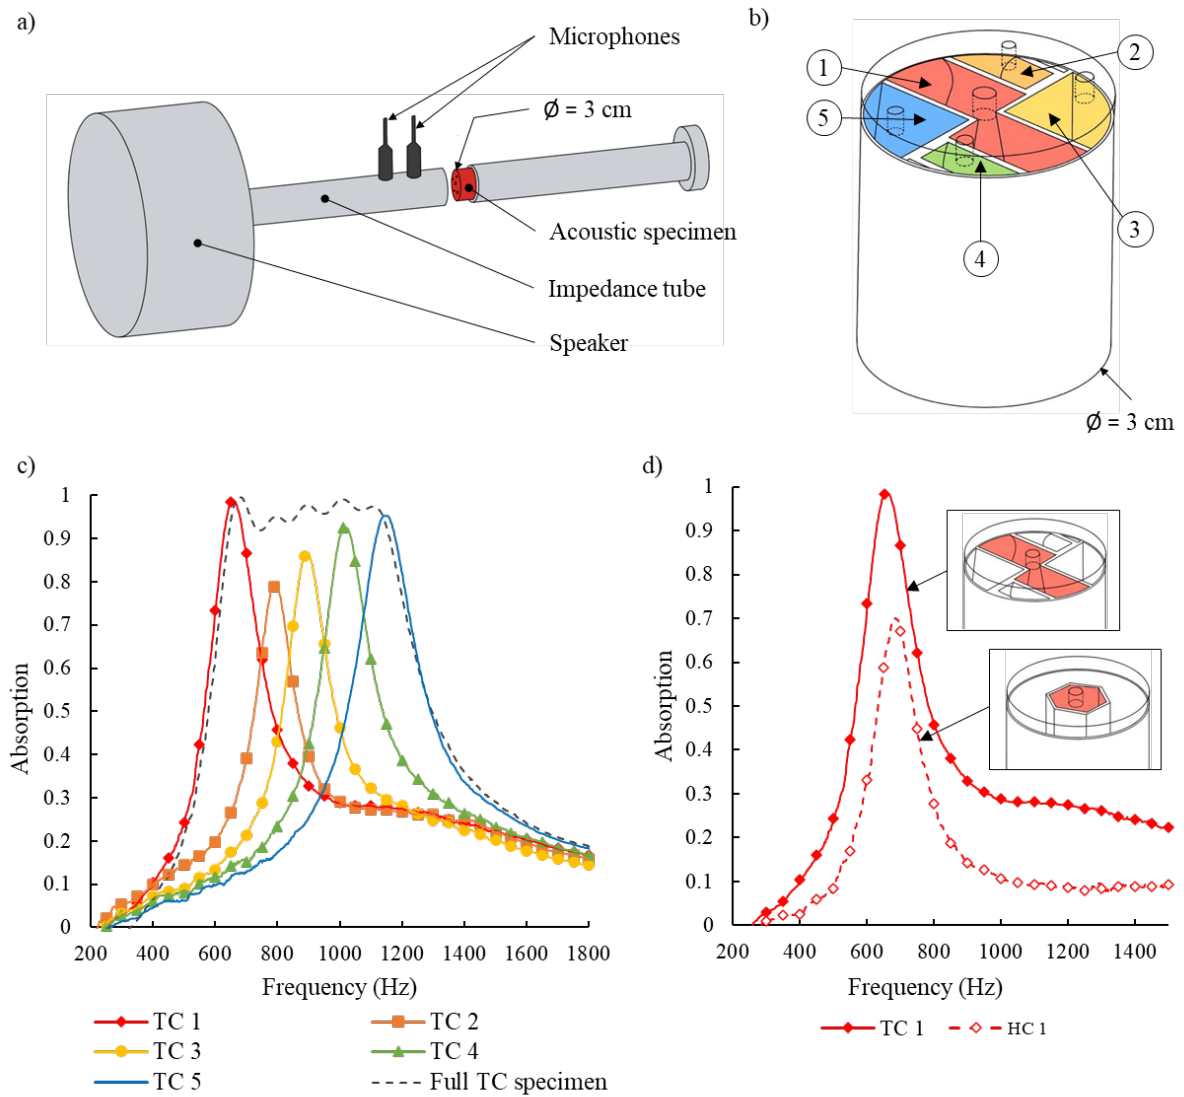 a)
Microphones
Ø = 3 cm
Acoustic specimen
Impedance tube
Speaker
b)
1
2
5
3
4
Ø = 3 cm
c)
Absorption
1
0.9
0.8
0.7
0.6
0.5
0.4
0.3
0.2
0.1
0
200 400 600 800 1000 1200 1400 1600 1800
Frequency (Hz)
TC 1 TC 2
TC 3 TC 4
TC 5 Full TC specimen
d)
Absorption
1
0.9
0.8
0.7
0.6
0.5
0.4
0.3
0.2
0.1
0
200 400 600 800 1000 1200 1400
Frequency (Hz)
TC 1 HC 1